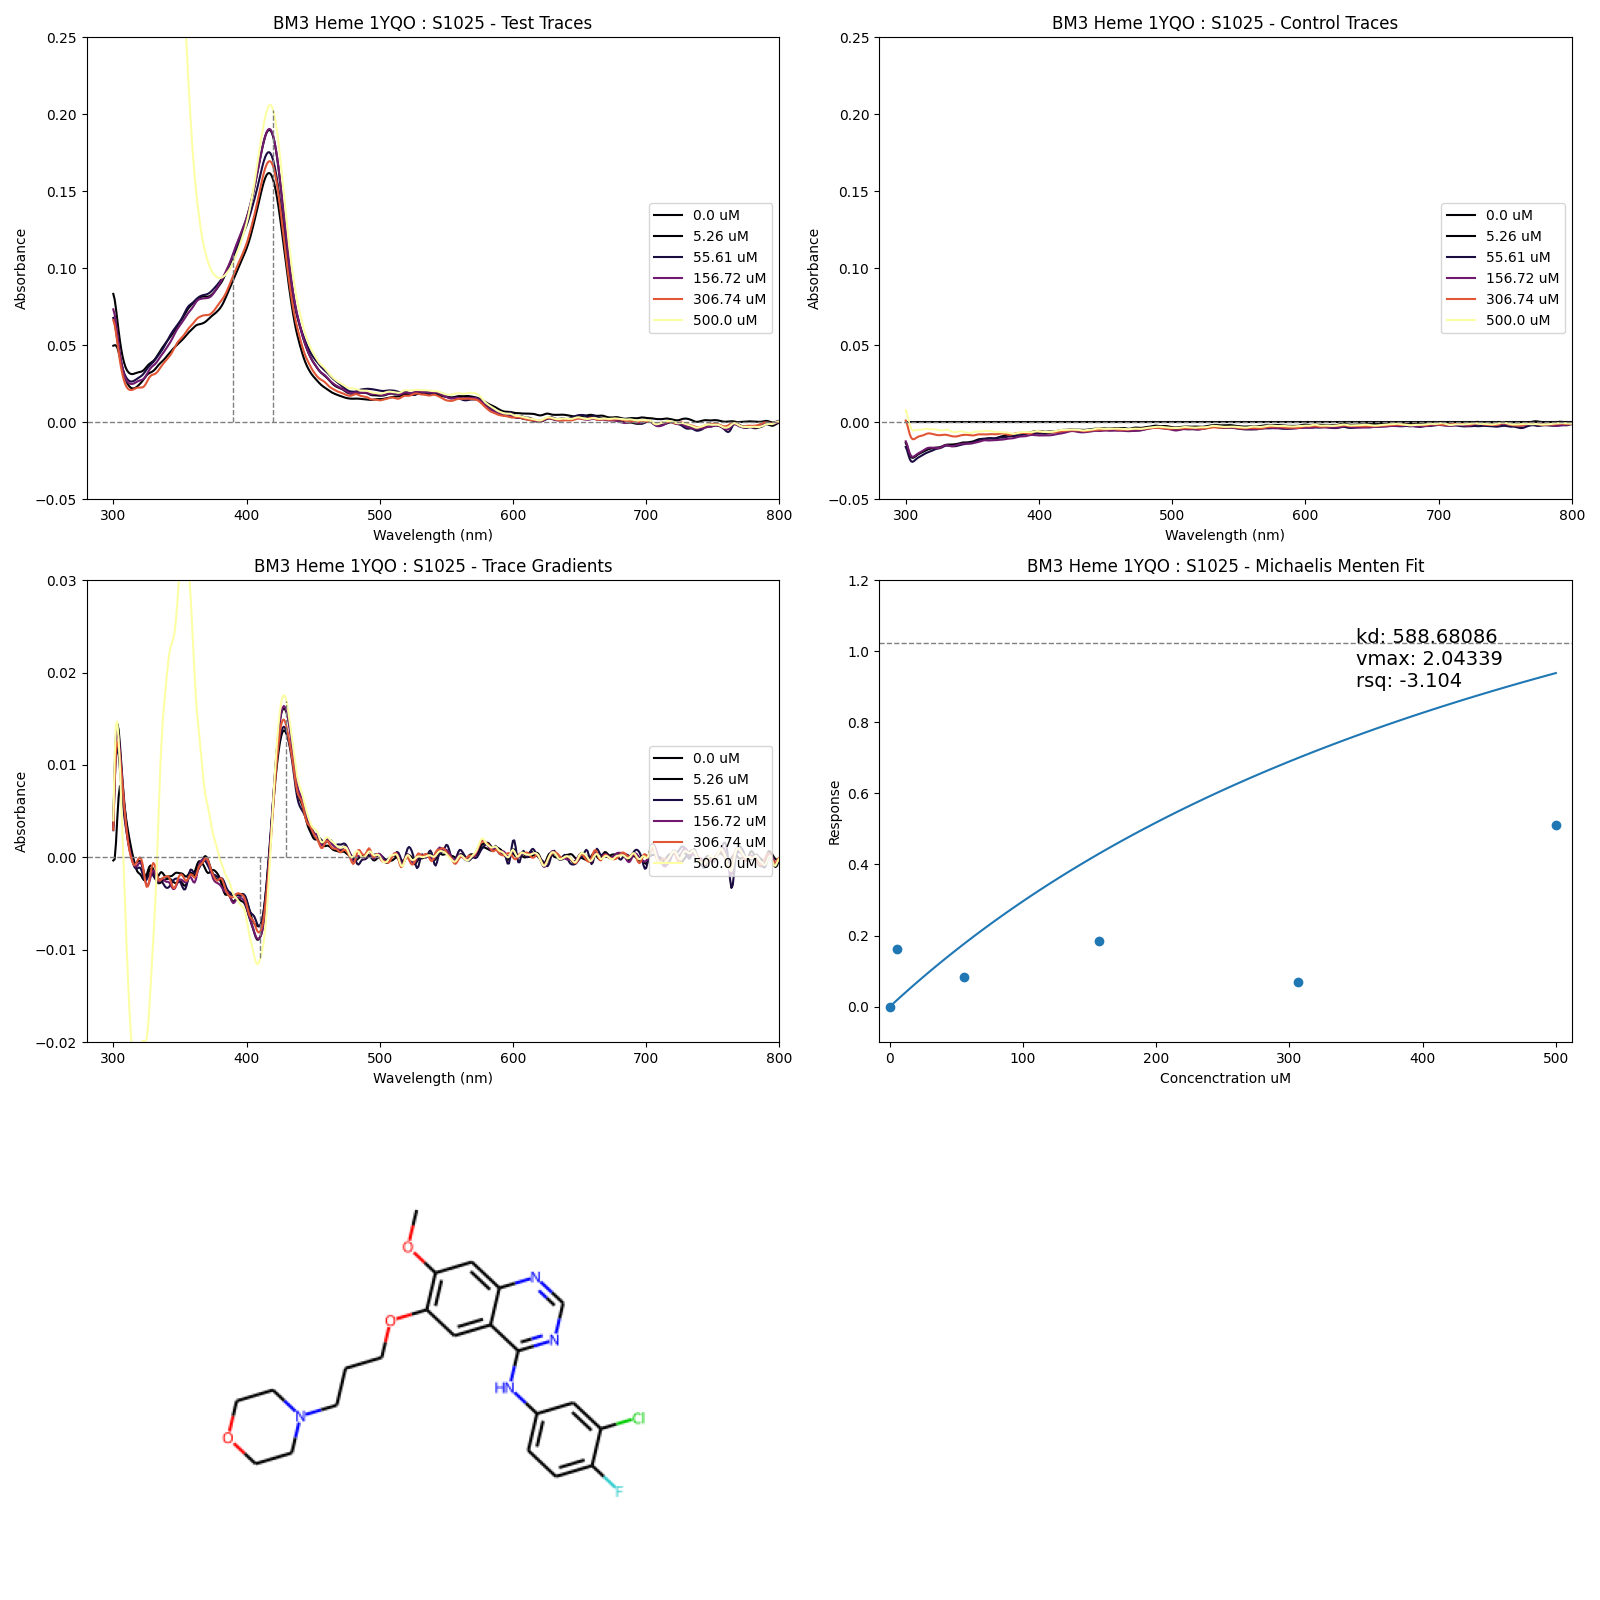 BM3 Heme 1YQO : S1025 - Test Traces
0.25
0.20
0.15
0.10
0.05
0.00
−0.05
Absorbance
0.0 uM
5.26 uM
55.61 uM
156.72 uM
306.74 uM
500.0 uM
300 400 500 600 700 800
Wavelength (nm)
BM3 Heme 1YQO : S1025 - Control Traces
0.25
0.20
0.15
0.10
0.05
0.00
−0.05
Absorbance
0.0 uM
5.26 uM
55.61 uM
156.72 uM
306.74 uM
500.0 uM
300 400 500 600 700 800
Wavelength (nm)
BM3 Heme 1YQO : S1025 - Trace Gradients
0.03
0.02
0.01
0.00
−0.01
−0.02
Absorbance
0.0 uM
5.26 uM
55.61 uM
156.72 uM
306.74 uM
500.0 uM
300 400 500 600 700 800
Wavelength (nm)
BM3 Heme 1YQO : S1025 - Michaelis Menten Fit
1.2
1.0
0.8
0.6
0.4
0.2
0.0
Response
kd: 588.68086
vmax: 2.04339
rsq: -3.104
0 100 200 300 400 500
Concenctration uM
O
N
O
N
HN
N
Cl
O
F